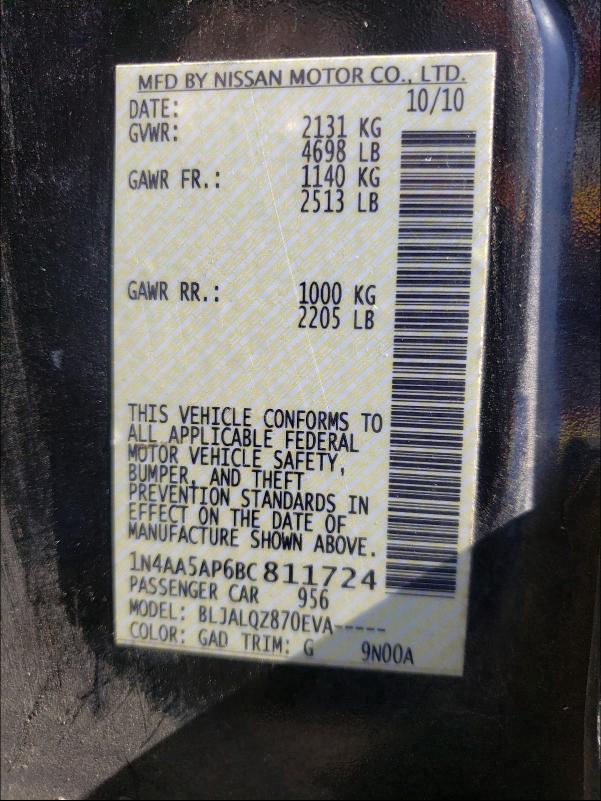 MFD BY NISSAN MOTOR CO., LTD.
DATE: 10/10
GVWR: 2131 KG
4698 LB
GAWR FR.: 1140 KG
2513 LB
GAWR RR.: 1000 KG
2205 LB
THIS VEHICLE CONFORMS TO
ALL APPLICABLE FEDERAL
MOTOR VEHICLE SAFETY,
BUMPER, AND THEFT
PREVENTION STANDARDS IN
EFFECT ON THE DATE OF
MANUFACTURE SHOWN ABOVE.
1N4AA5AP6BC811724
PASSENGER CAR 956
MODEL: BLJALQZ870EVA-----
COLOR: GAD TRIM: G 9N00A